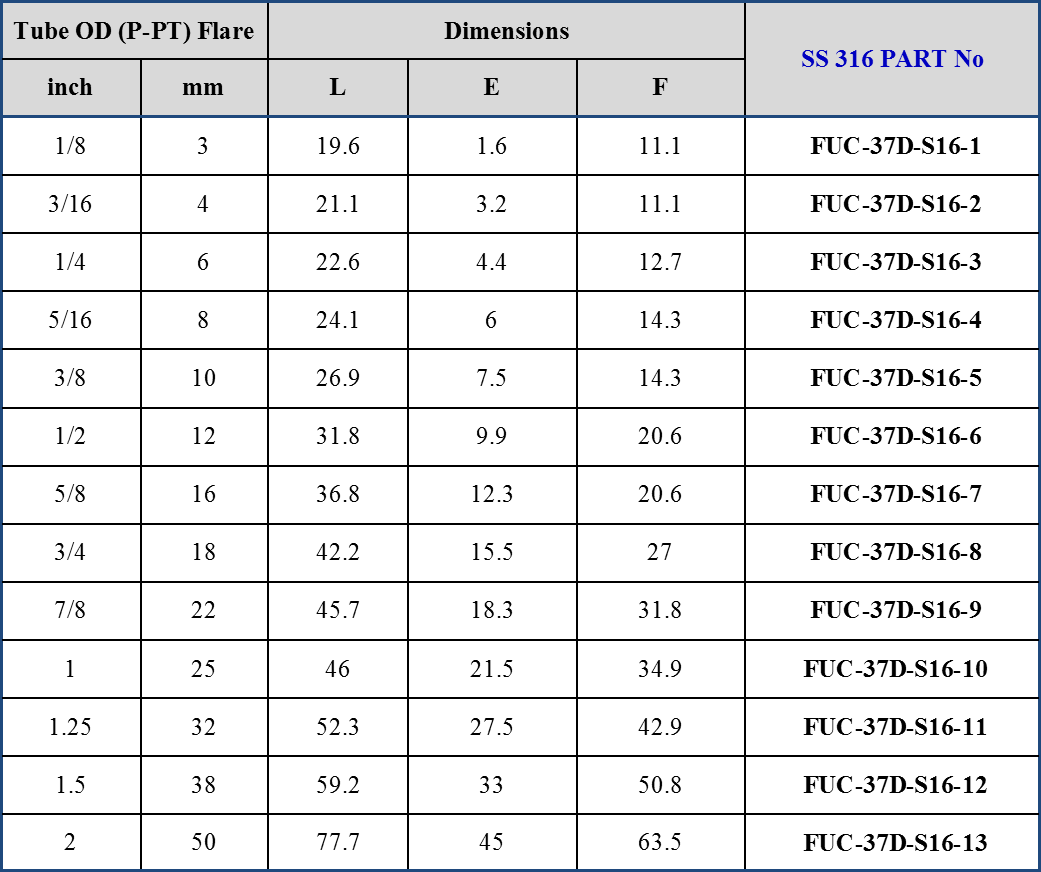 Tube OD (P-PT) Flare Dimensions SS 316 PART No
inch mm L E F
1/8 3 19.6 1.6 11.1 FUC-37D-S16-1
3/16 4 21.1 3.2 11.1 FUC-37D-S16-2
1/4 6 22.6 4.4 12.7 FUC-37D-S16-3
5/16 8 24.1 6 14.3 FUC-37D-S16-4
3/8 10 26.9 7.5 14.3 FUC-37D-S16-5
1/2 12 31.8 9.9 20.6 FUC-37D-S16-6
5/8 16 36.8 12.3 20.6 FUC-37D-S16-7
3/4 18 42.2 15.5 27 FUC-37D-S16-8
7/8 22 45.7 18.3 31.8 FUC-37D-S16-9
1 25 46 21.5 34.9 FUC-37D-S16-10
1.25 32 52.3 27.5 42.9 FUC-37D-S16-11
1.5 38 59.2 33 50.8 FUC-37D-S16-12
2 50 77.7 45 63.5 FUC-37D-S16-13